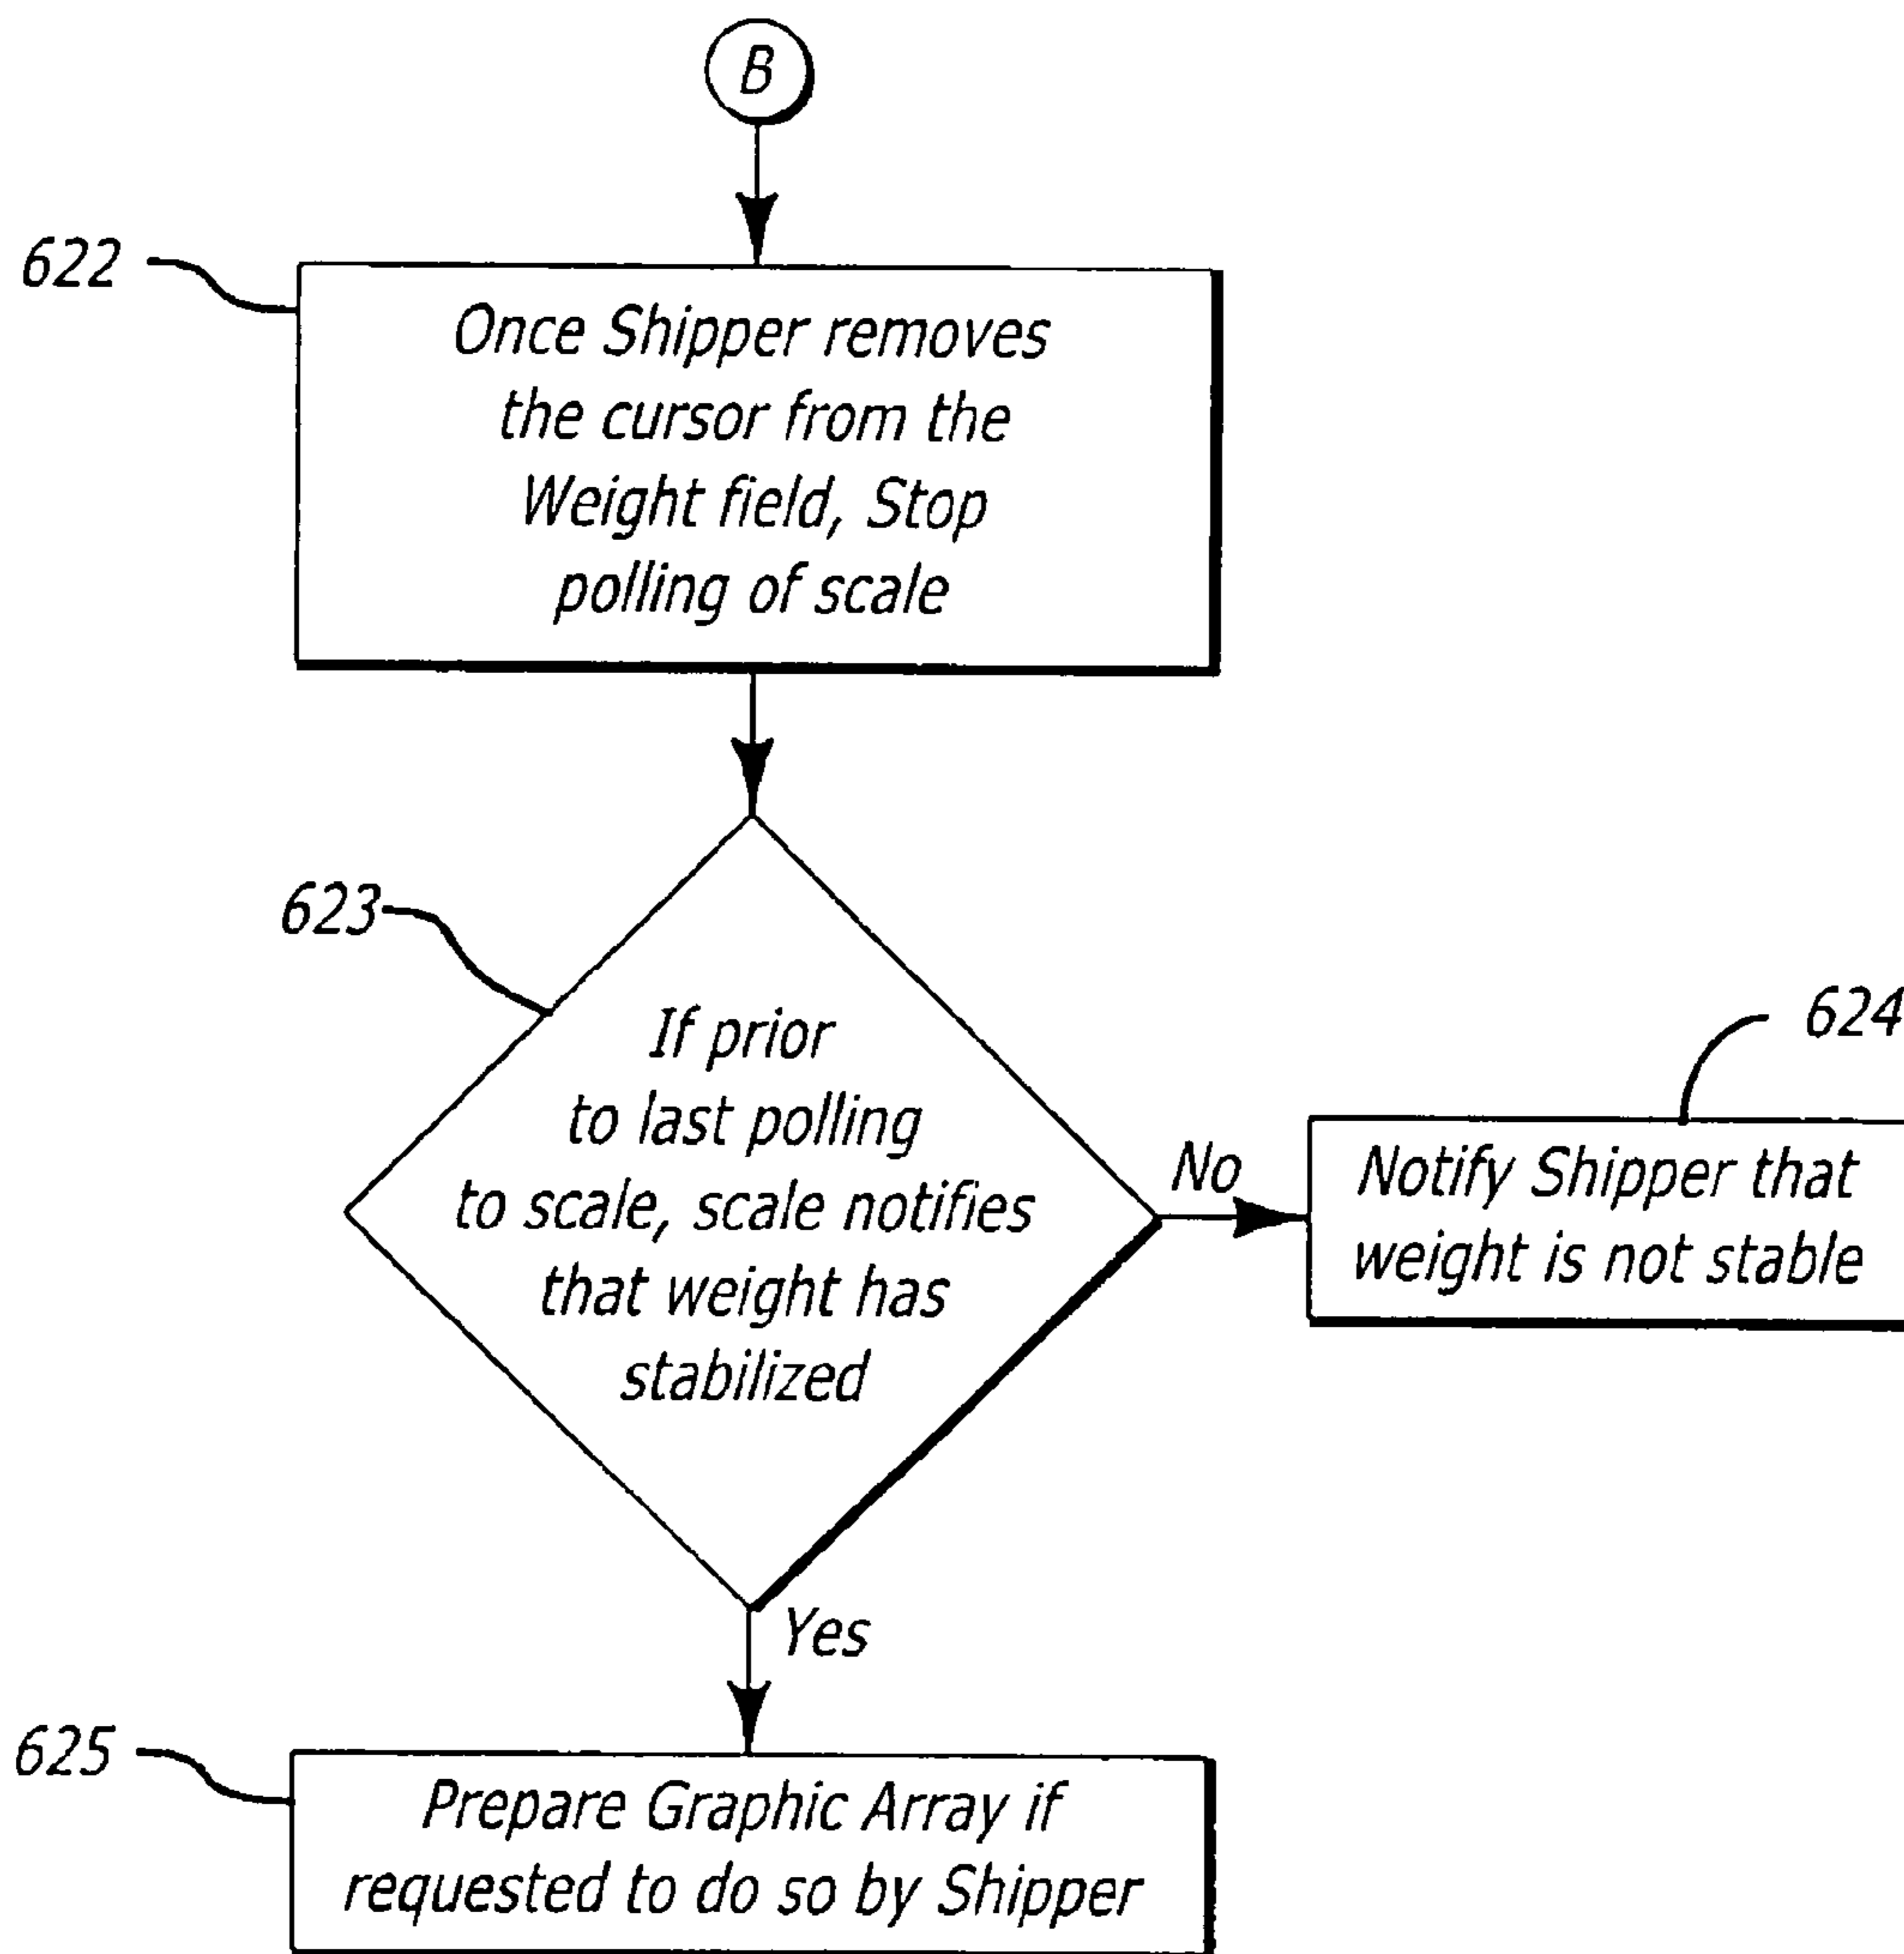 B
622
Once Shipper removes
the cursor from the
Weight field, Stop
polling of scale
623
If prior
to last polling
to scale, scale notifies
that weight has
stabilized
No
624
Notify Shipper that
weight is not stable
Yes
625
Prepare Graphic Array if
requested to do so by Shipper